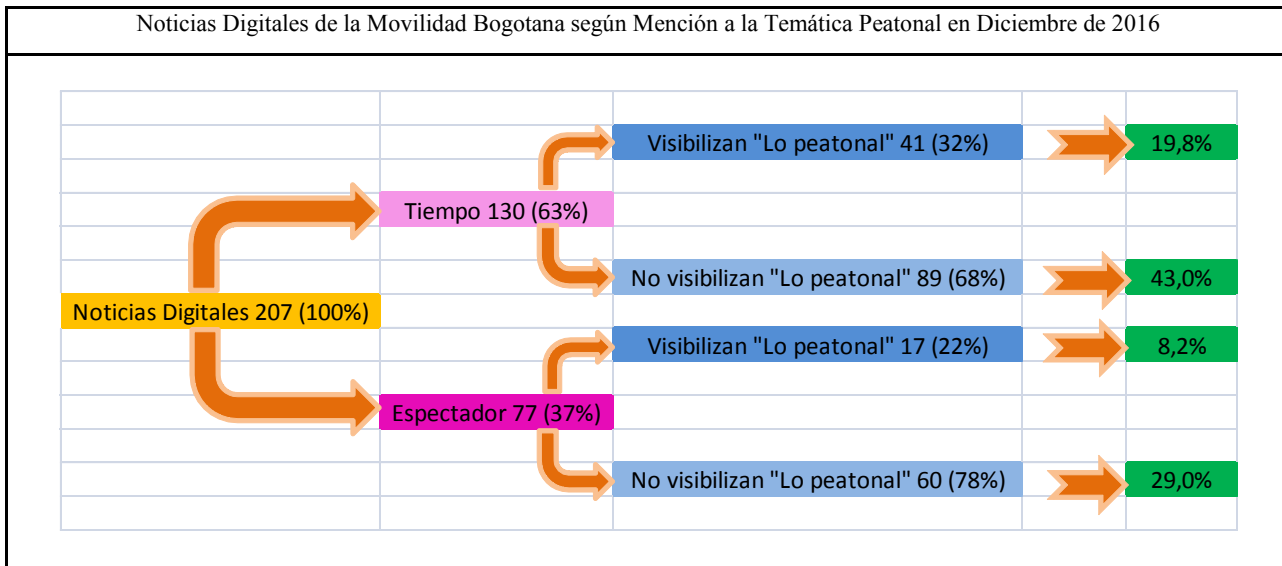 Noticias Digitales de la Movilidad Bogotana según Mención a la Temática Peatonal en Diciembre de 2016
Visibilizan "Lo peatonal" 41 (32%)
19,8%
Tiempo 130 (63%)
No visibilizan "Lo peatonal" 89 (68%)
43,0%
Noticias Digitales 207 (100%)
Visibilizan "Lo peatonal" 17 (22%)
8,2%
Espectador 77 (37%)
No visibilizan "Lo peatonal" 60 (78%)
29,0%